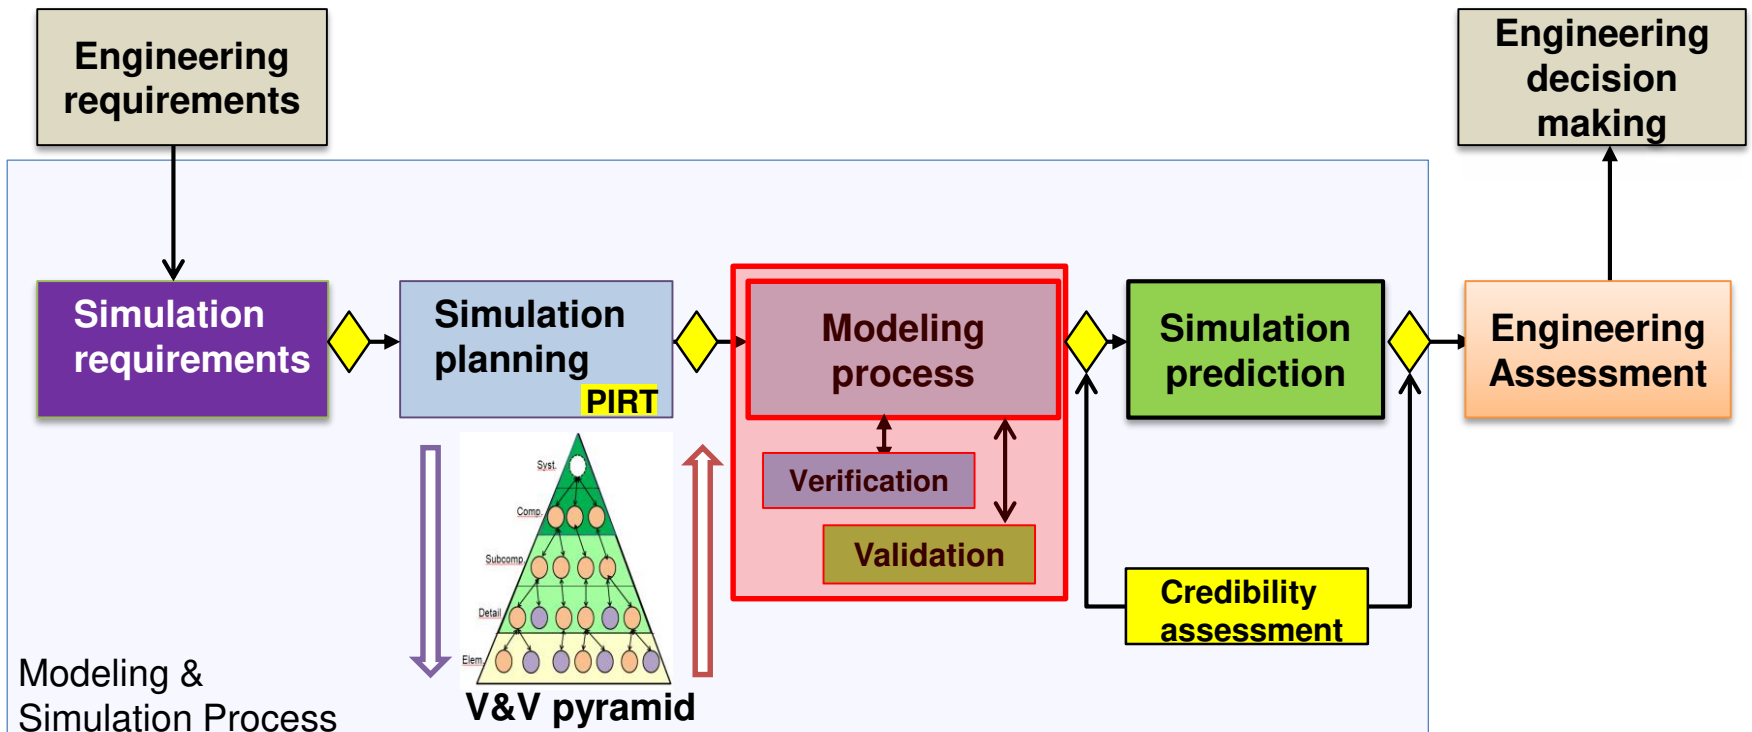 Engineering
requirements
Engineering
decision
making
Simulation
requirements
Simulation
planning
PIRT
Modeling
process
Simulation
prediction
Engineering
Assessment
Verification
Validation
Credibility
assessment
Syst.
Comp.
Subcomp.
Detail
Elem.
V&V pyramid
Modeling &
Simulation Process